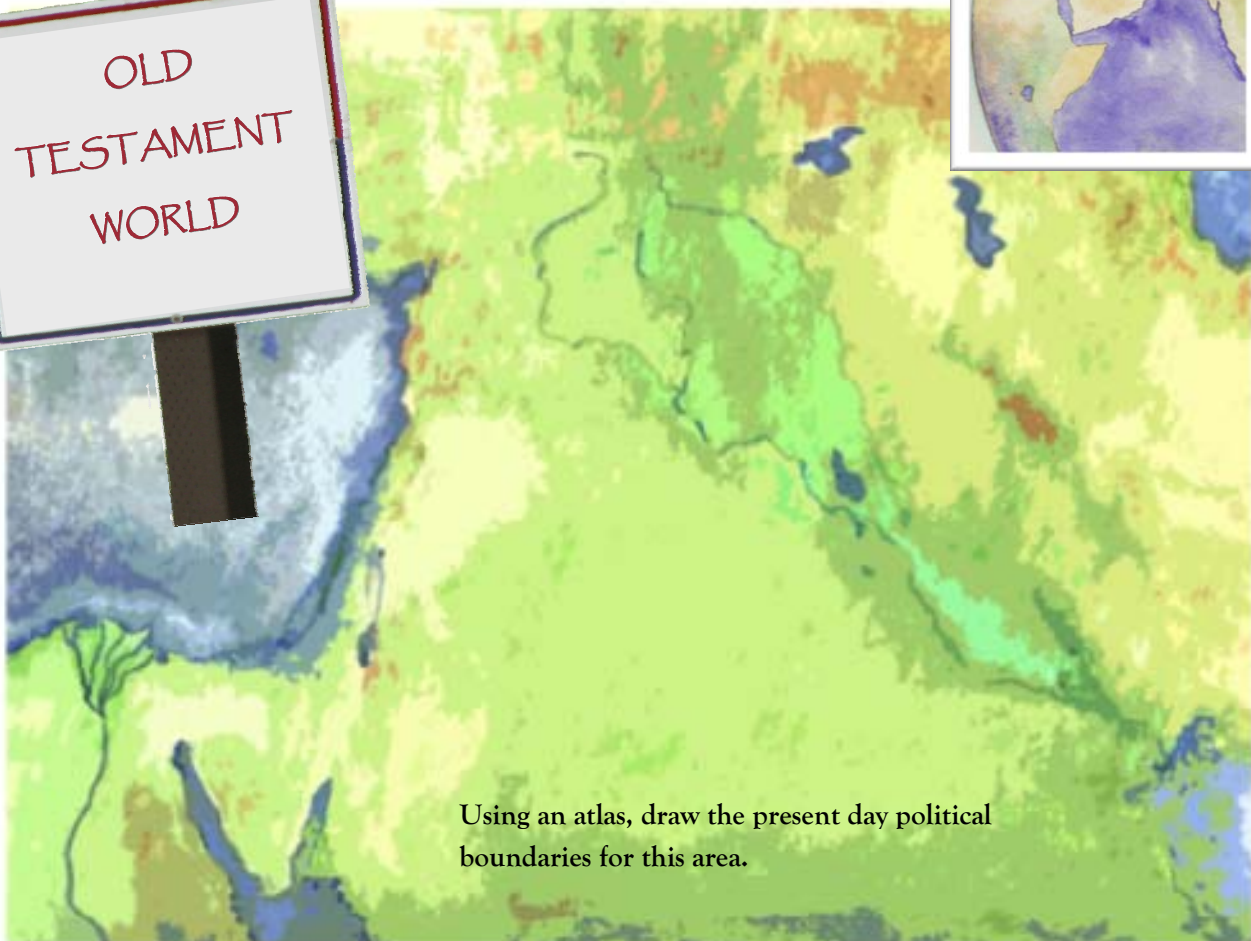 OLD
TESTAMENT
WORLD
Using an atlas, draw the present day political
boundaries for this area.